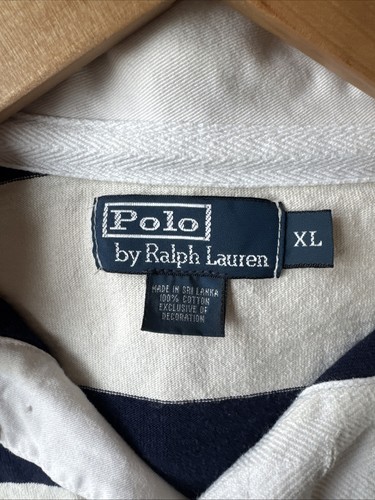 Polo
by Ralph Lauren
XL
MADE IN SRI LANKA
100% COTTON
EXCLUSIVE OF
DECORATION